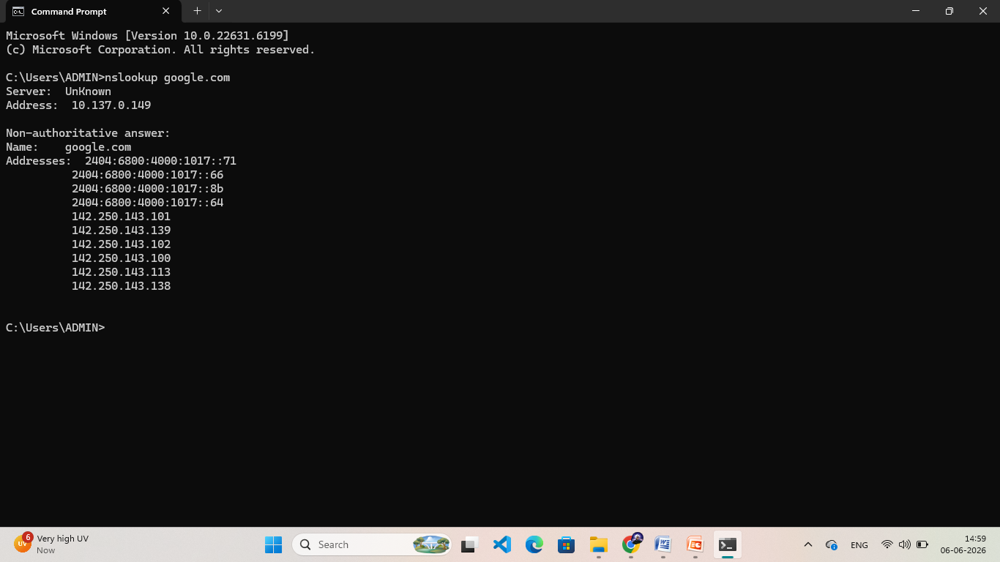 Command Prompt
Microsoft Windows [Version 10.0.22631.6199]
(c) Microsoft Corporation. All rights reserved.
C:\Users\ADMIN>nslookup google.com
Server:  UnKnown
Address:  10.137.0.149
Non-authoritative answer:
Name:    google.com
Addresses:  2404:6800:4000:1017::71
2404:6800:4000:1017::66
2404:6800:4000:1017::8b
2404:6800:4000:1017::64
142.250.143.101
142.250.143.139
142.250.143.102
142.250.143.100
142.250.143.113
142.250.143.138
C:\Users\ADMIN>
UV
6
Very high UV
Now
Search
ENG
14:59
06-06-2026